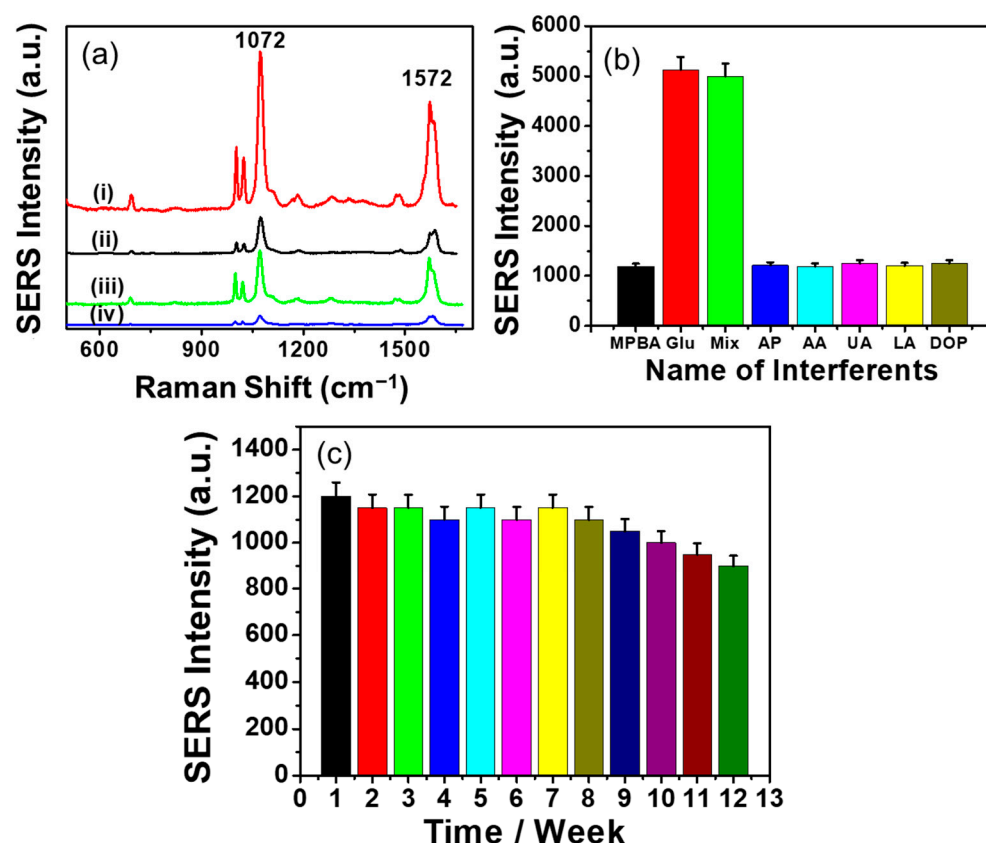 (a)
1072
1572
(i)
(ii)
(iii)
(iv)
SERS Intensity (a.u.)
600 900 1200 1500
Raman Shift (cm⁻¹)
(b)
SERS Intensity (a.u.)
6000
5000
4000
3000
2000
1000
0
MPBA Glu Mix AP AA UA LA DOP
Name of Interferents
(c)
SERS Intensity (a.u.)
1400
1200
1000
800
600
400
200
0
0 1 2 3 4 5 6 7 8 9 10 11 12 13
Time / Week